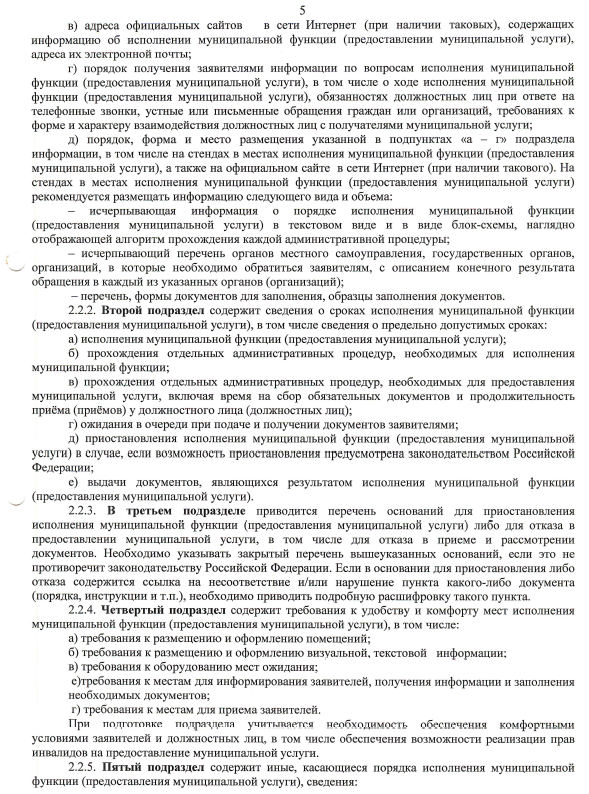 5
в) адреса официальных сайтов в сети Интернет (при наличии таковых), содержащих
информацию об исполнении муниципальной функции (предоставлении муниципальной услуги),
адреса их электронной почты;
г) порядок получения заявителями информации по вопросам исполнения муниципальной
функции (предоставления муниципальной услуги), в том числе о ходе исполнения муниципальной
функции (предоставления муниципальной услуги), обязанностях должностных лиц при ответе на
телефонные звонки, устные или письменные обращения граждан или организаций, требованиях к
форме и характеру взаимодействия должностных лиц с получателями муниципальной услуги;
д) порядок, форма и место размещения указанной в подпунктах «а – г» подраздела
информации, в том числе на стендах в местах исполнения муниципальной функции (предоставления
муниципальной услуги), а также на официальном сайте в сети Интернет (при наличии такового). На
стендах в местах исполнения муниципальной функции (предоставления муниципальной услуги)
рекомендуется размещать информацию следующего вида и объема:
– исчерпывающая информация о порядке исполнения муниципальной функции
(предоставления муниципальной услуги) в текстовом виде и в виде блок-схемы, наглядно
отображающей алгоритм прохождения каждой административной процедуры;
– исчерпывающий перечень органов местного самоуправления, государственных органов,
организаций, в которые необходимо обратиться заявителям, с описанием конечного результата
обращения в каждый из указанных органов (организаций);
– перечень, формы документов для заполнения, образцы заполнения документов.
2.2.2. Второй подраздел содержит сведения о сроках исполнения муниципальной функции
(предоставления муниципальной услуги), в том числе сведения о предельно допустимых сроках:
а) исполнения муниципальной функции (предоставления муниципальной услуги);
б) прохождения отдельных административных процедур, необходимых для исполнения
муниципальной функции;
в) прохождения отдельных административных процедур, необходимых для предоставления
муниципальной услуги, включая время на сбор обязательных документов и продолжительность
приёма (приёмов) у должностного лица (должностных лиц);
г) ожидания в очереди при подаче и получении документов заявителями;
д) приостановления исполнения муниципальной функции (предоставления муниципальной
услуги) в случае, если возможность приостановления предусмотрена законодательством Российской
Федерации;
е) выдачи документов, являющихся результатом исполнения муниципальной функции
(предоставления муниципальной услуги).
2.2.3. В третьем подразделе приводится перечень оснований для приостановления
исполнения муниципальной функции (предоставления муниципальной услуги) либо для отказа в
предоставлении муниципальной услуги, в том числе для отказа в приеме и рассмотрении
документов. Необходимо указывать закрытый перечень вышеуказанных оснований, если это не
противоречит законодательству Российской Федерации. Если в основании для приостановления либо
отказа содержится ссылка на несоответствие и/или нарушение пункта какого-либо документа
(порядка, инструкции и т.п.), необходимо приводить подробную расшифровку такого пункта.
2.2.4. Четвертый подраздел содержит требования к удобству и комфорту мест исполнения
муниципальной функции (предоставления муниципальной услуги), в том числе:
а) требования к размещению и оформлению помещений;
б) требования к размещению и оформлению визуальной, текстовой информации;
в) требования к оборудованию мест ожидания;
е)требования к местам для информирования заявителей, получения информации и заполнения
необходимых документов;
г) требования к местам для приема заявителей.
При подготовке подраздела учитывается необходимость обеспечения комфортными
условиями заявителей и должностных лиц, в том числе обеспечения возможности реализации прав
инвалидов на предоставление муниципальной услуги.
2.2.5. Пятый подраздел содержит иные, касающиеся порядка исполнения муниципальной
функции (предоставления муниципальной услуги), сведения: